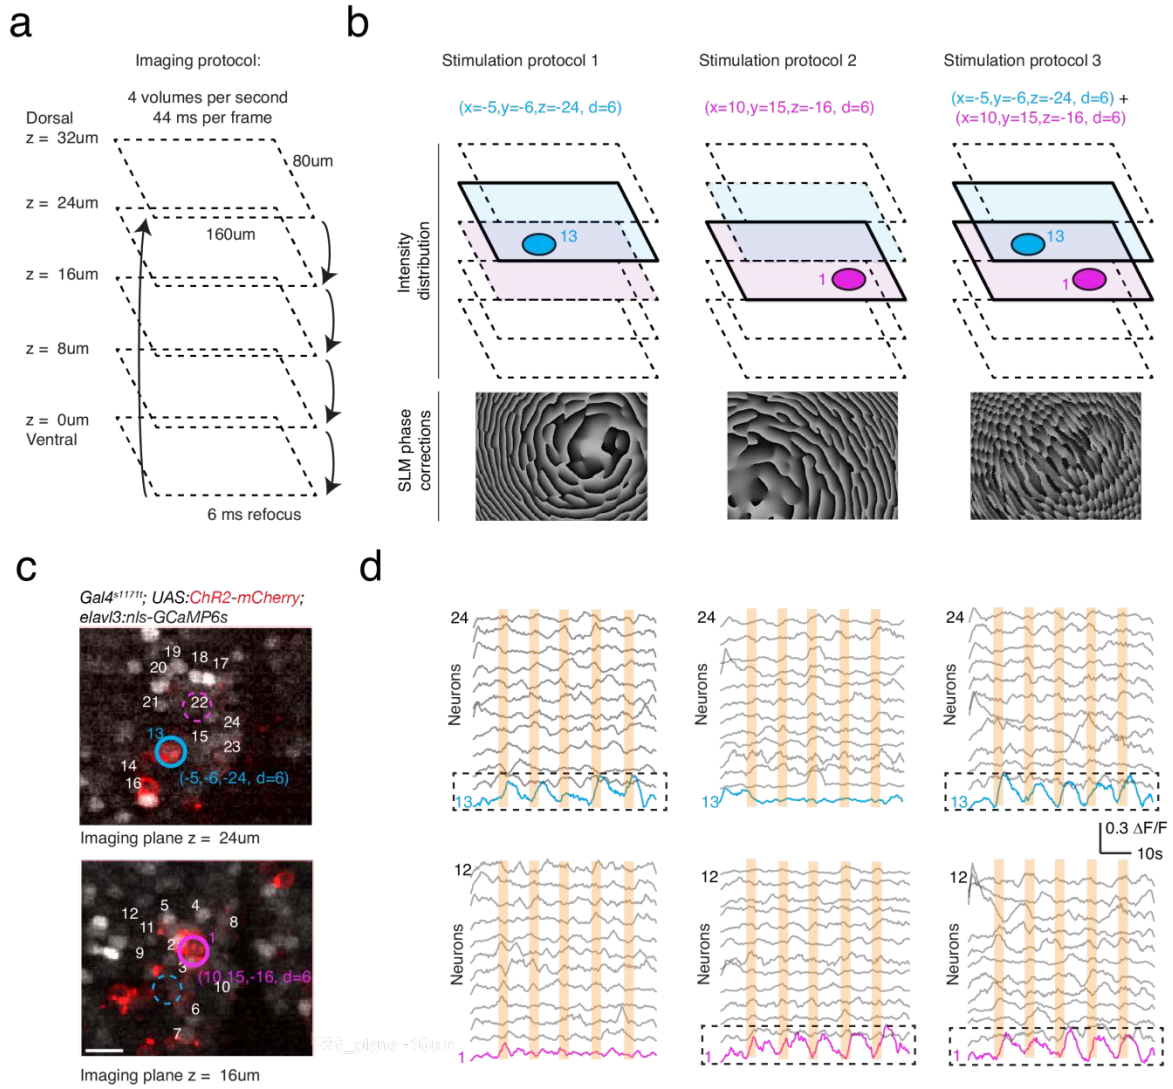 a
Imaging protocol:
4 volumes per second
44 ms per frame
Dorsal
z = 32um
80um
z = 24um
160um
z = 16um
z = 8um
z = 0um
Ventral
6 ms refocus
b
Stimulation protocol 1
Stimulation protocol 2
Stimulation protocol 3
(x=-5,y=-6,z=-24, d=6)
(x=10,y=15,z=-16, d=6)
(x=-5,y=-6,z=-24, d=6) +
(x=10,y=15,z=-16, d=6)
Intensity
distribution
13
1
13
1
SLM phase
corrections
c
Gal4s1171t; UAS:ChR2-mCherry;
elavl3:nls-GCaMP6s
19
18
17
20
21
22
24
13
15
23
14
(-5,-6,-24, d=6)
16
Imaging plane z = 24um
12
5
4
8
11
1
2
9
3
(10,15,-16, d=6
10
6
7
Imaging plane z = 16um
d
24
Neurons
13
24
Neurons
13
24
Neurons
13
0.3 ΔF/F
10s
12
Neurons
1
12
Neurons
1
12
Neurons
1